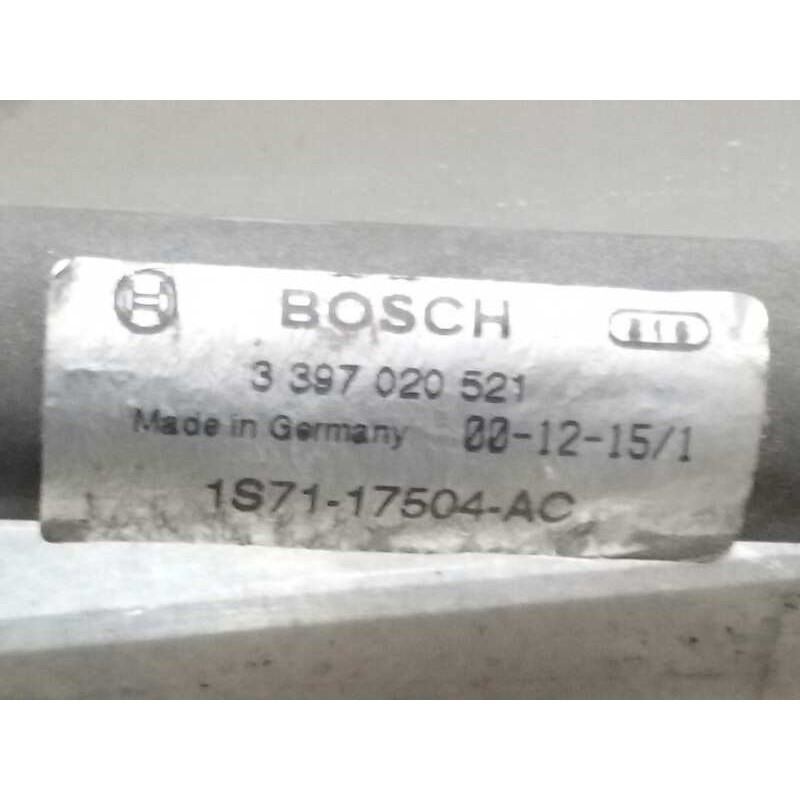 BOSCH
3 397 020 521
Made in Germany 00-12-15/1
1S71-17504-AC